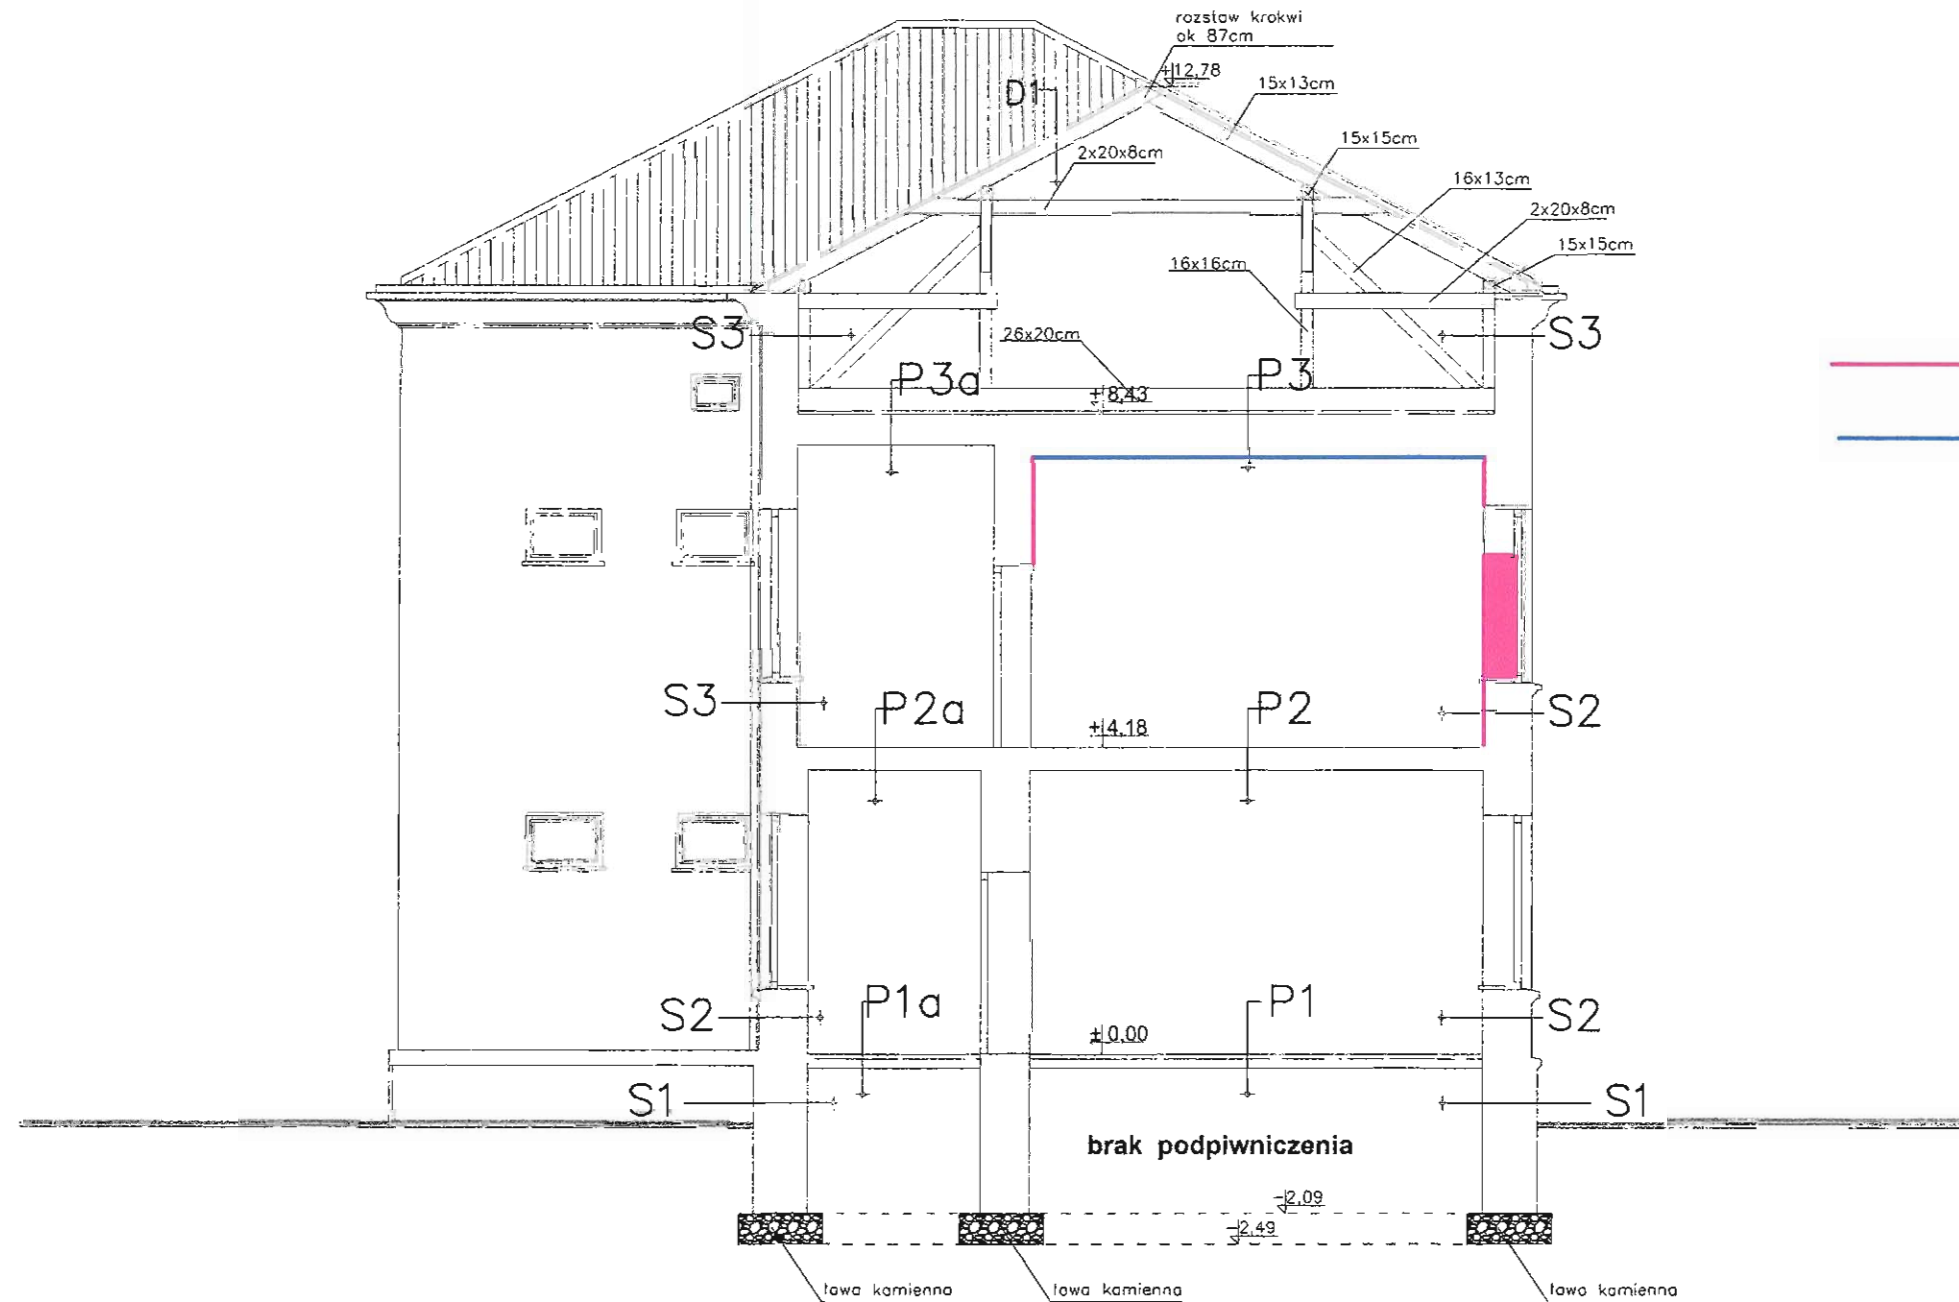 rozstaw krokwi
ok 87cm
+12,78
D1
15x13cm
15x15cm
2x20x8cm
16x13cm
2x20x8cm
15x15cm
16x16cm
S3
26x20cm
S3
P3a
P3
+8,43
S3
P2a
P2
S2
+4,18
S2
P1a
P1
S2
±0,00
S1
S1
brak podpiwniczenia
-2,09
-2,49
ława kamienna
ława kamienna
ława kamienna